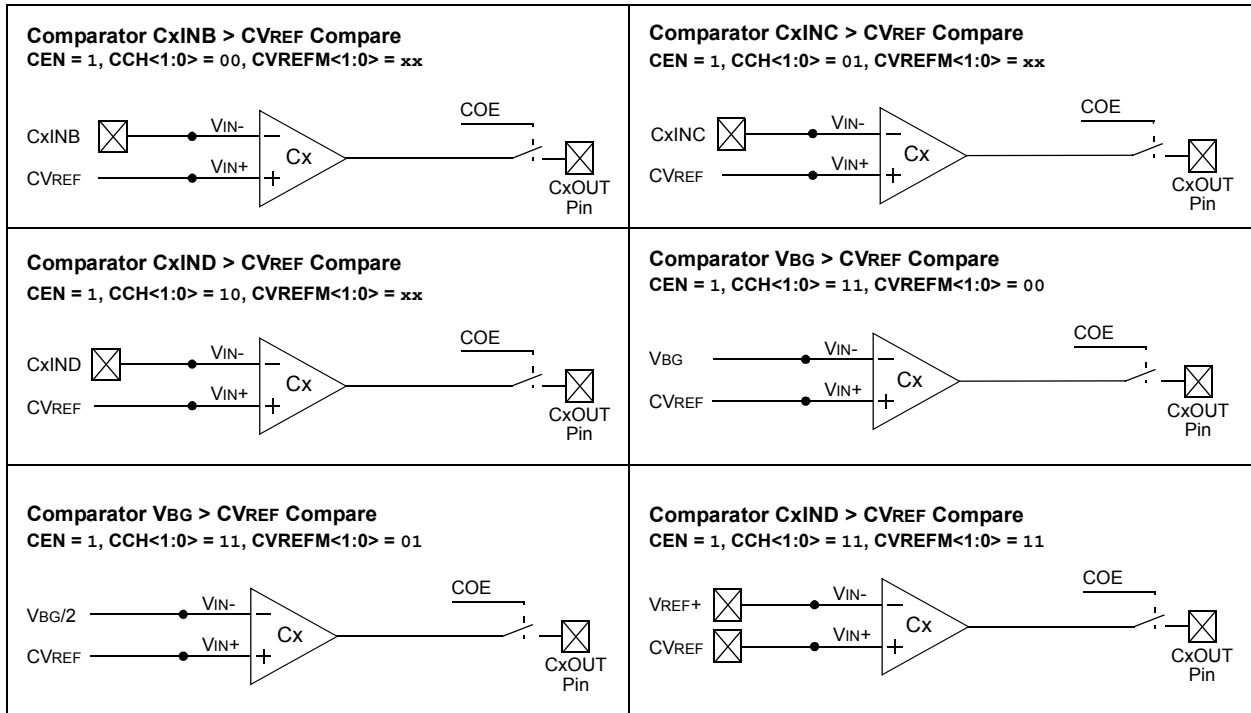 Comparator CxINB > CVREF Compare
CEN = 1, CCH<1:0> = 00, CVREFM<1:0> = xx
COE
CxINB
VIN-
–
Cx
CVREF
VIN+
+
CxOUT
Pin
Comparator CxINC > CVREF Compare
CEN = 1, CCH<1:0> = 01, CVREFM<1:0> = xx
COE
CxINC
VIN-
–
Cx
CVREF
VIN+
+
CxOUT
Pin
Comparator CxIND > CVREF Compare
CEN = 1, CCH<1:0> = 10, CVREFM<1:0> = xx
COE
CxIND
VIN-
–
Cx
CVREF
VIN+
+
CxOUT
Pin
Comparator VBG > CVREF Compare
CEN = 1, CCH<1:0> = 11, CVREFM<1:0> = 00
COE
VBG
VIN-
–
Cx
CVREF
VIN+
+
CxOUT
Pin
Comparator VBG > CVREF Compare
CEN = 1, CCH<1:0> = 11, CVREFM<1:0> = 01
COE
VBG/2
VIN-
–
Cx
CVREF
VIN+
+
CxOUT
Pin
Comparator CxIND > CVREF Compare
CEN = 1, CCH<1:0> = 11, CVREFM<1:0> = 11
COE
VREF+
VIN-
–
Cx
CVREF
VIN+
+
CxOUT
Pin